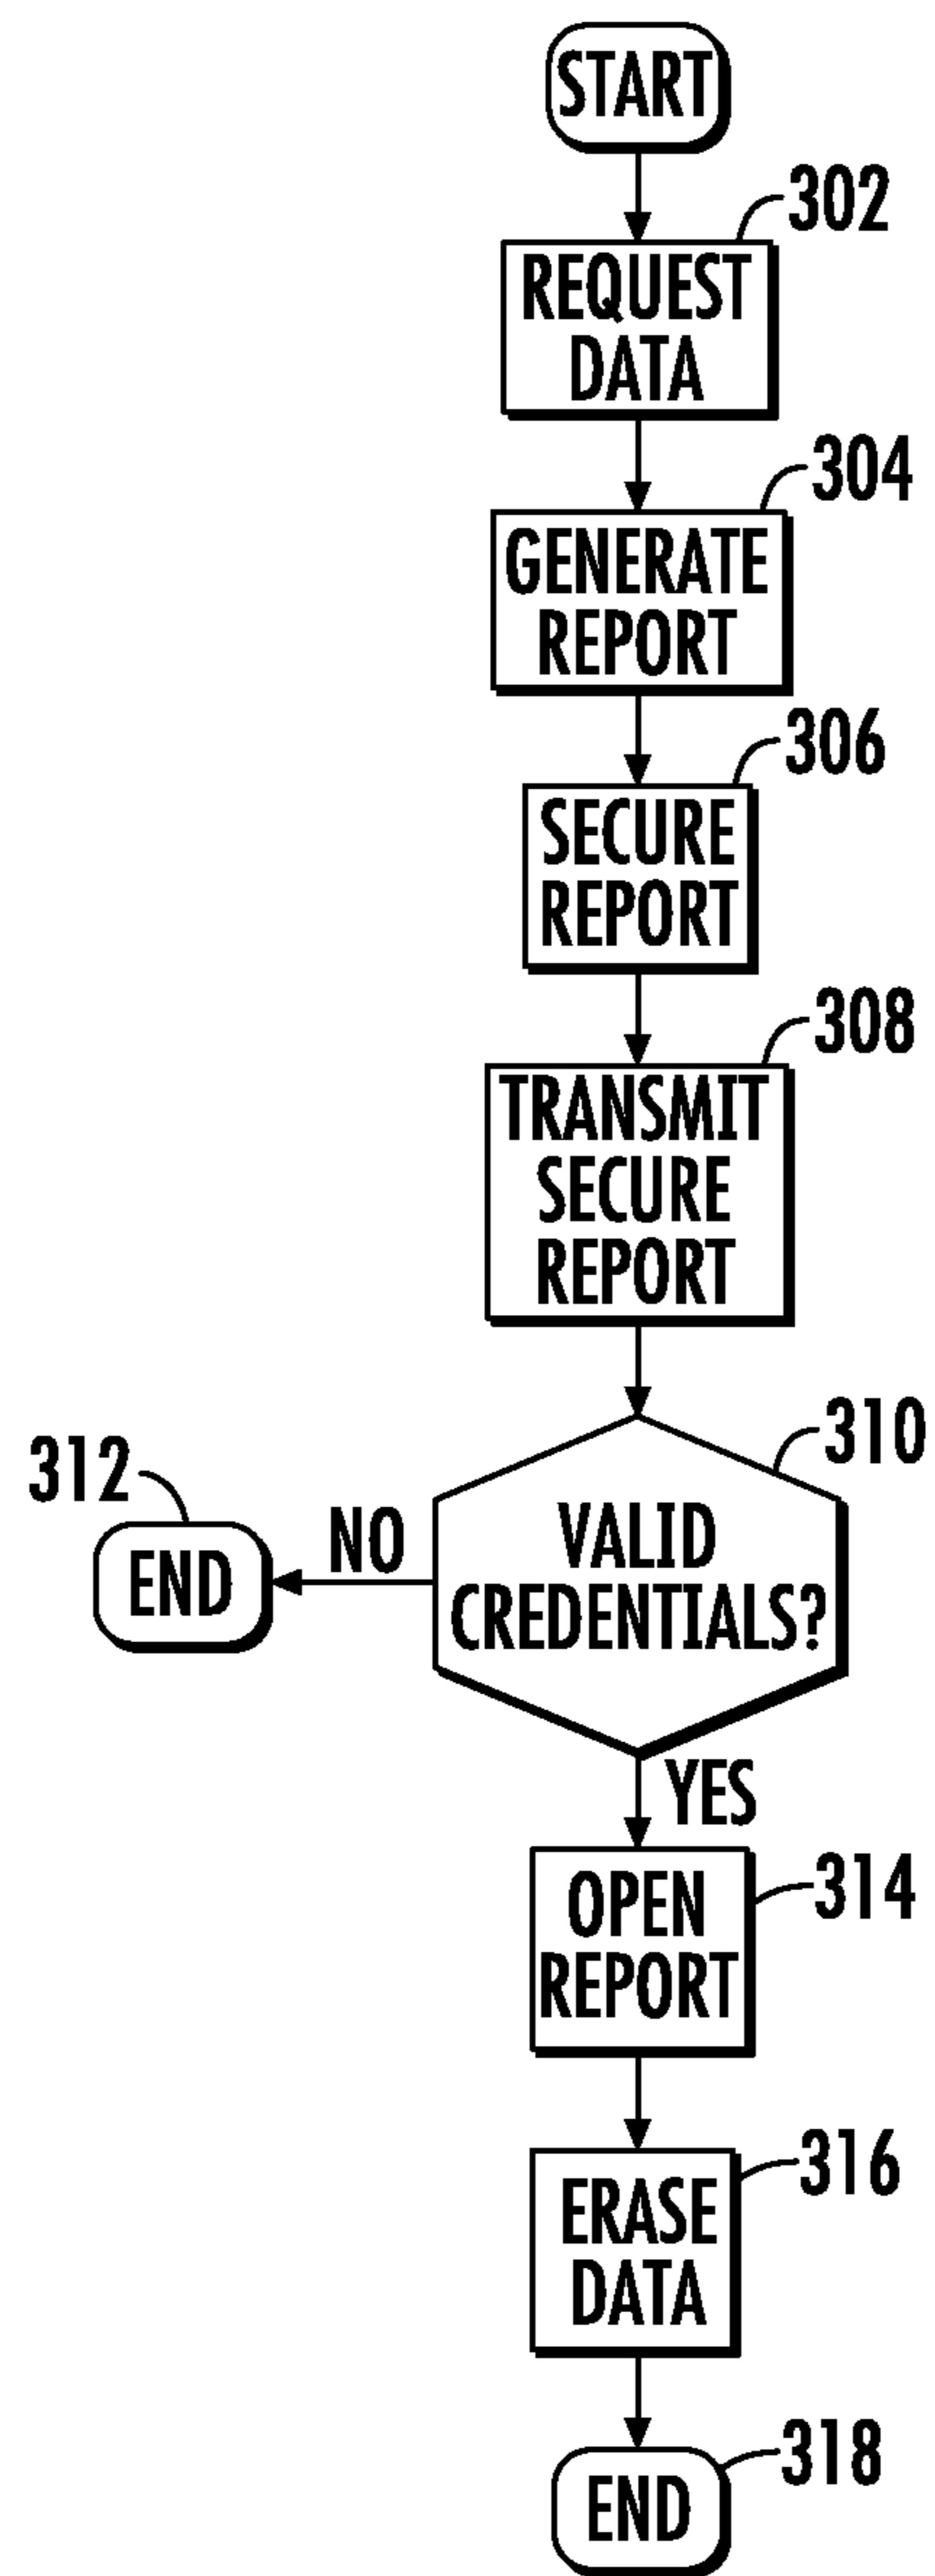 START
302
REQUEST
DATA
304
GENERATE
REPORT
306
SECURE
REPORT
308
TRANSMIT
SECURE
REPORT
310
VALID
CREDENTIALS?
312
NO
END
YES
314
OPEN
REPORT
316
ERASE
DATA
318
END